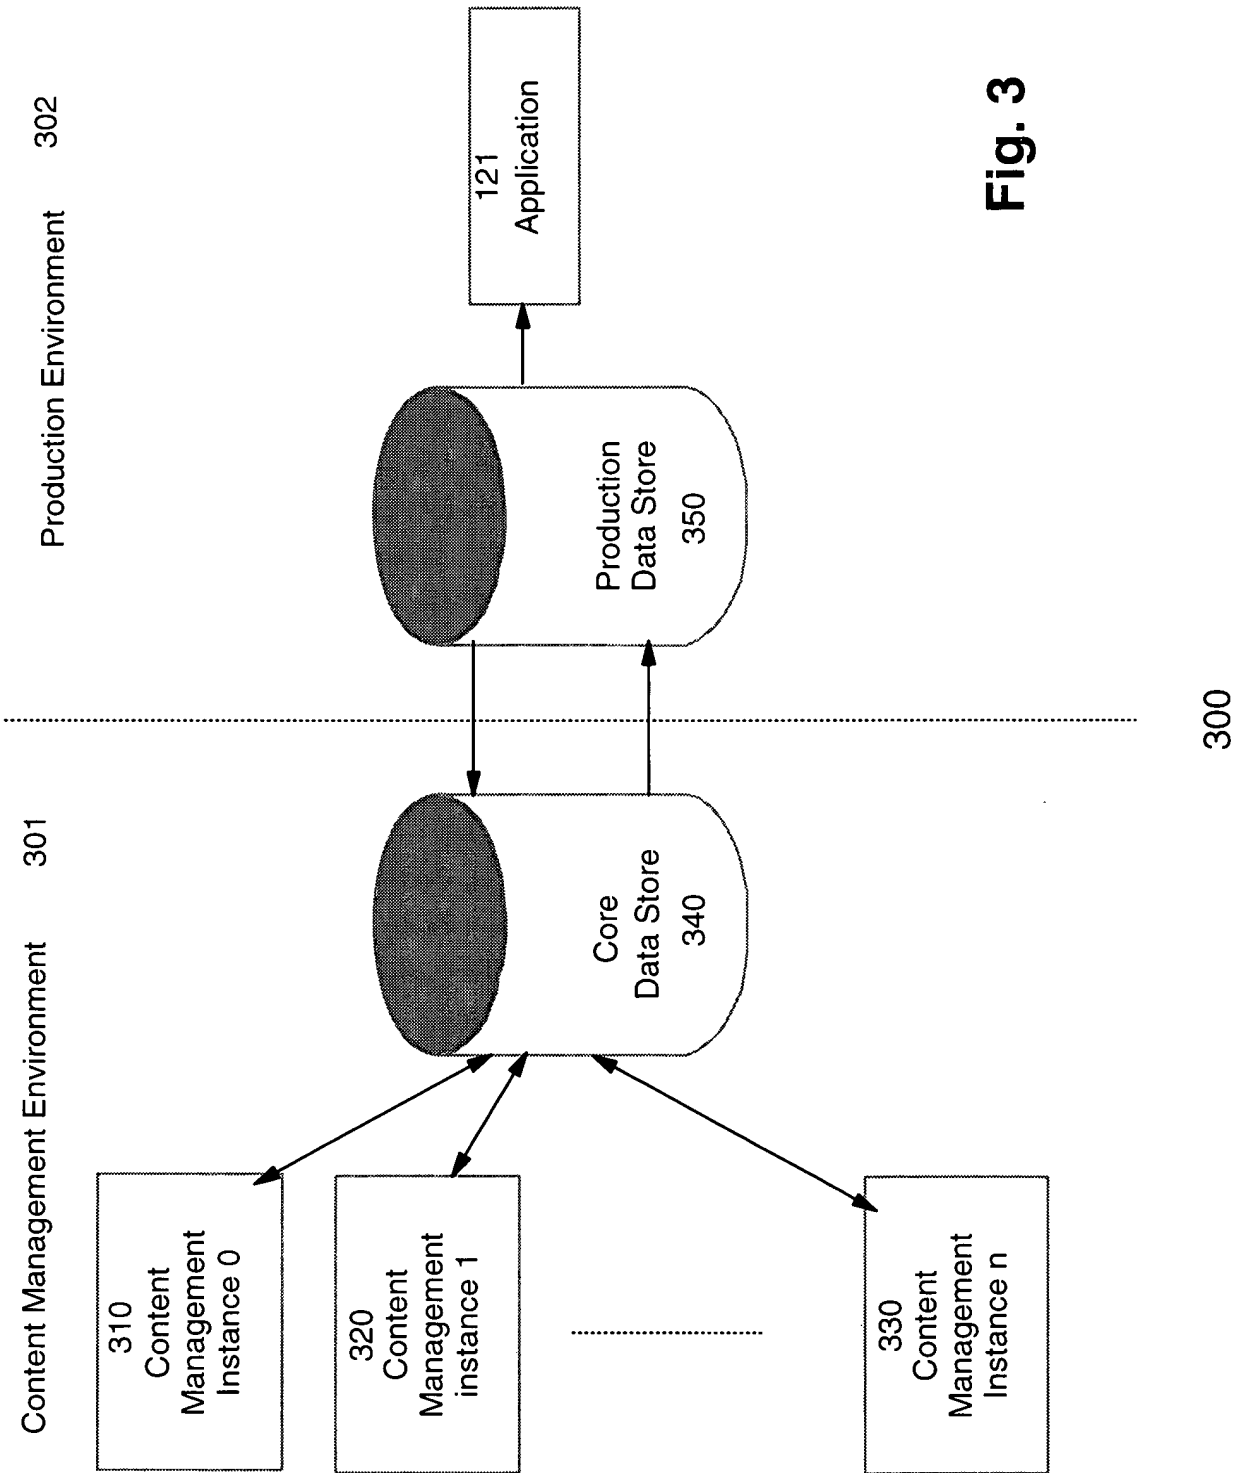 Content Management Environment 301
Production Environment 302
310
Content
Management
Instance 0
320
Content
Management
instance 1
330
Content
Management
Instance n
Core
Data Store
340
Production
Data Store
350
121
Application
300
Fig. 3